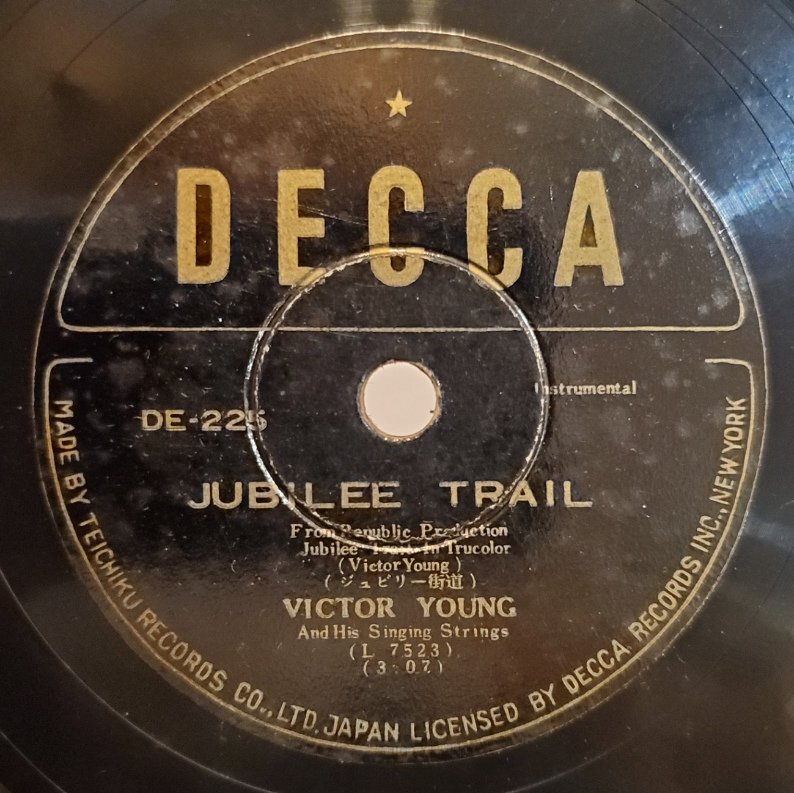 DECCA
Instrumental
DE-225
JUBILEE TRAIL
From Republic Production
Jubilee Trail In Trucolor
(Victor Young)
(ジュビリー街道)
VICTOR YOUNG
And His Singing Strings
(L 7523)
(3:07)
MADE BY TEICHIKU RECORDS CO., LTD. JAPAN LICENSED BY DECCA RECORDS INC., NEW YORK